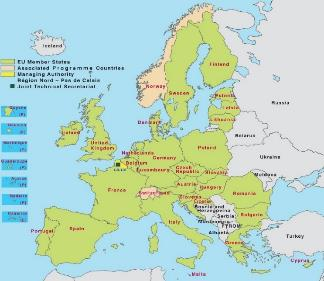 Iceland
EU Member States
Associated Programme Countries
Managing Authority
Région Nord – Pas de Calais
Joint Technical Secretariat
Norway
Finland
Sweden
Estonia
Latvia
Lithuania
Russia
Denmark
Ireland
United
Kingdom
Netherlands
Belgium
Luxembourg
Germany
Poland
Belarus
Ukraine
Czech
Republic
Slovakia
Moldova
France
Austria
Hungary
Slovenia
Croatia
Romania
Bosnia and
Herzegovina
Serbia
Montenegro
Bulgaria
FYROM
Albania
Italy
Portugal
Spain
Greece
Turkey
Malta
Cyprus